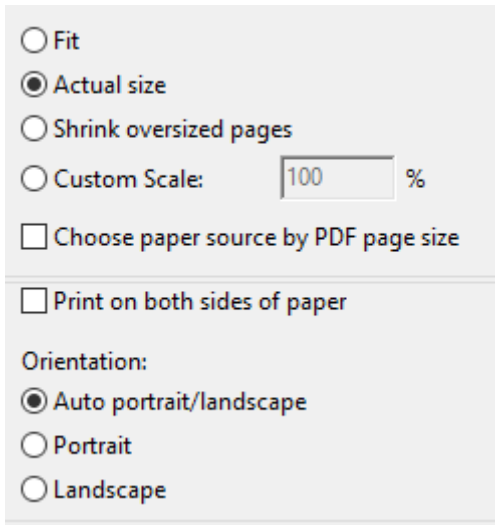 Fit
Actual size
Shrink oversized pages
Custom Scale: 100 %
Choose paper source by PDF page size
Print on both sides of paper
Orientation:
Auto portrait/landscape
Portrait
Landscape